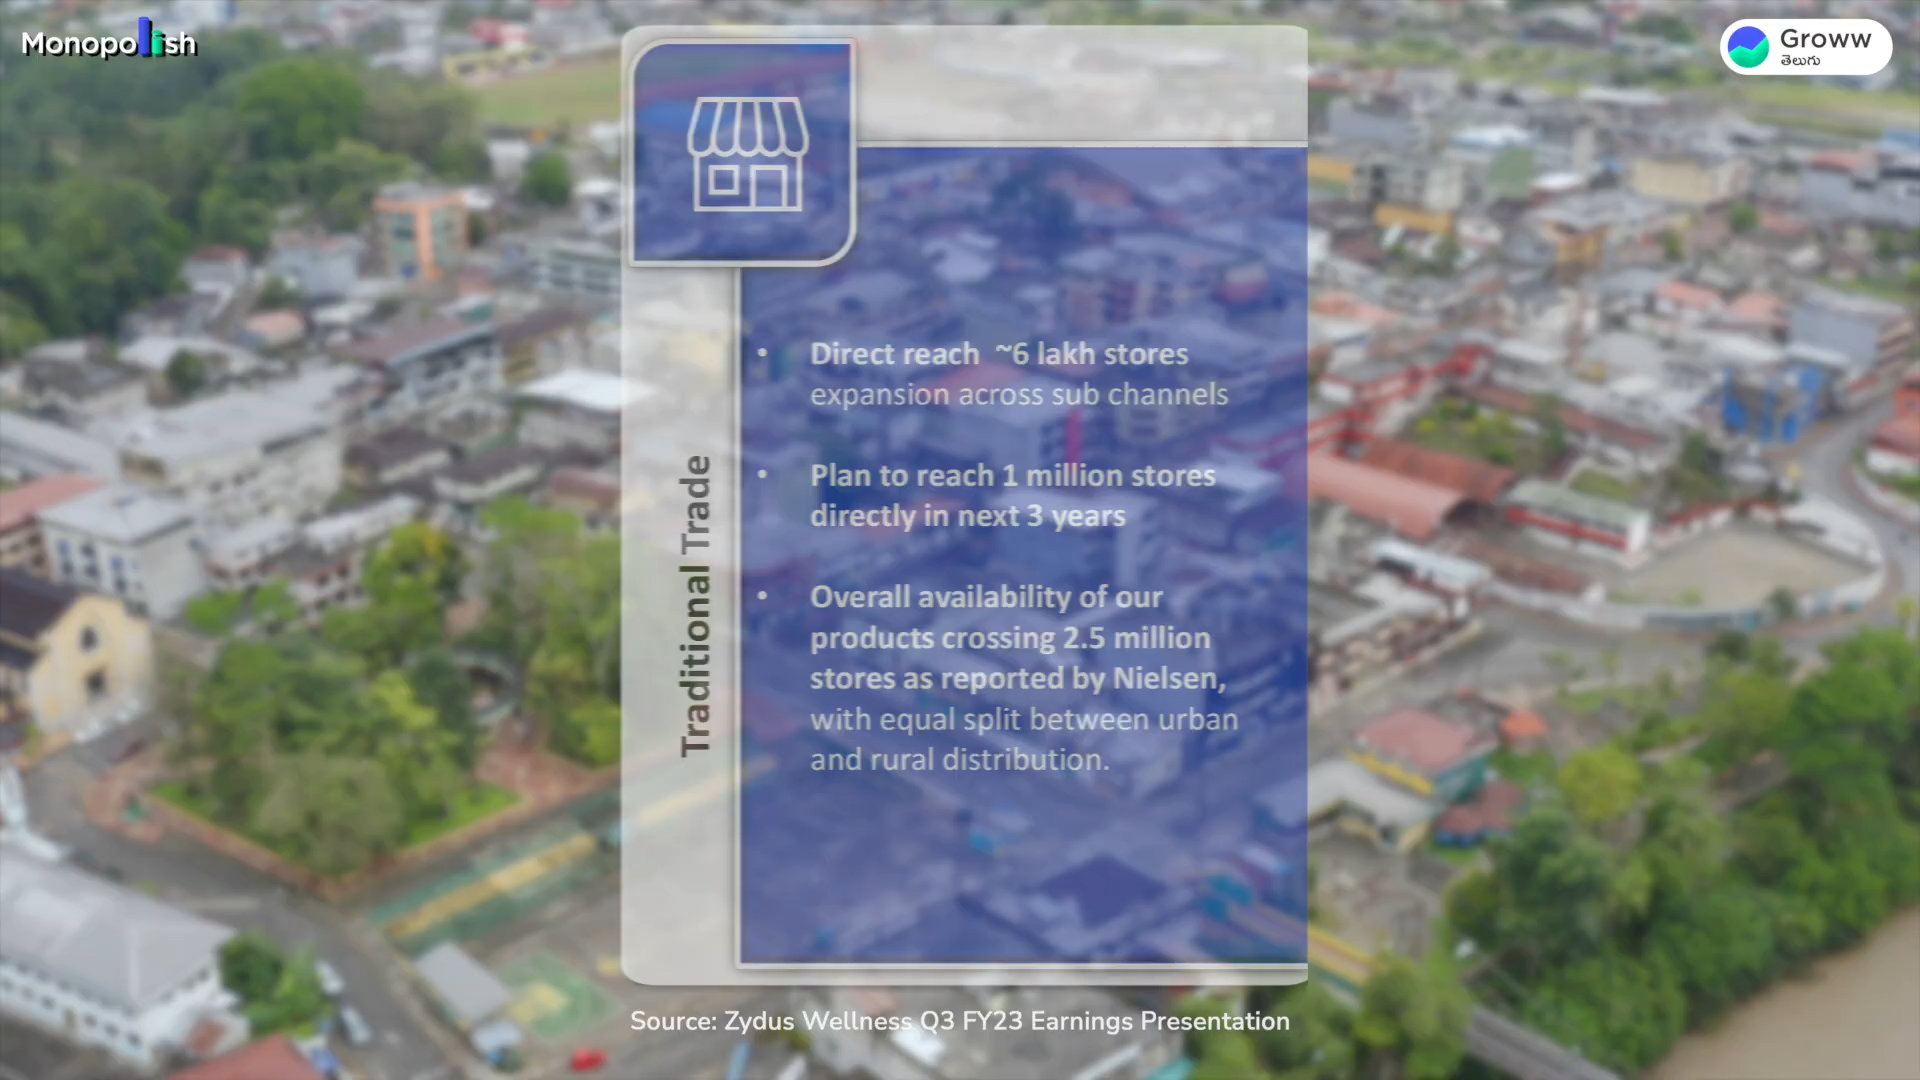 Monopolish
Groww
తెలుగు
Traditional Trade
• Direct reach ~6 lakh stores
expansion across sub channels
• Plan to reach 1 million stores
directly in next 3 years
• Overall availability of our
products crossing 2.5 million
stores as reported by Nielsen,
with equal split between urban
and rural distribution.
Source: Zydus Wellness Q3 FY23 Earnings Presentation